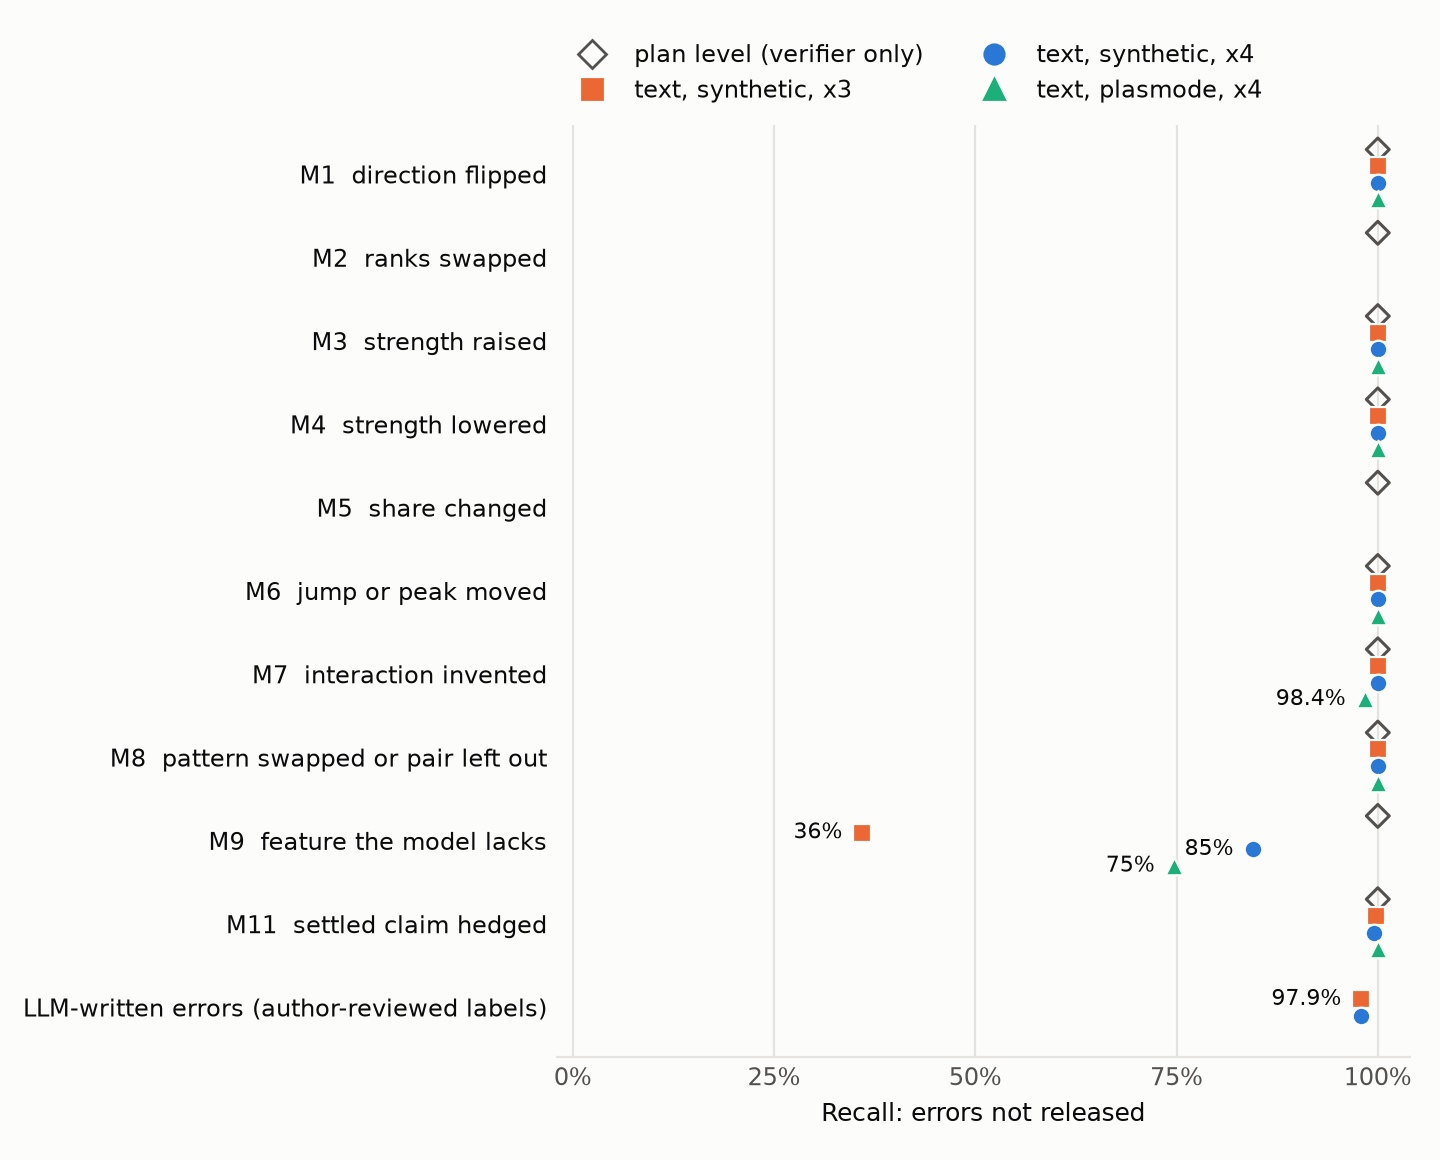 plan level (verifier only)
text, synthetic, x4
text, synthetic, x3
text, plasmode, x4
M1 direction flipped
M2 ranks swapped
M3 strength raised
M4 strength lowered
M5 share changed
M6 jump or peak moved
M7 interaction invented
98.4%
M8 pattern swapped or pair left out
M9 feature the model lacks
36%
85%
75%
M11 settled claim hedged
LLM-written errors (author-reviewed labels)
97.9%
0%
25%
50%
75%
100%
Recall: errors not released